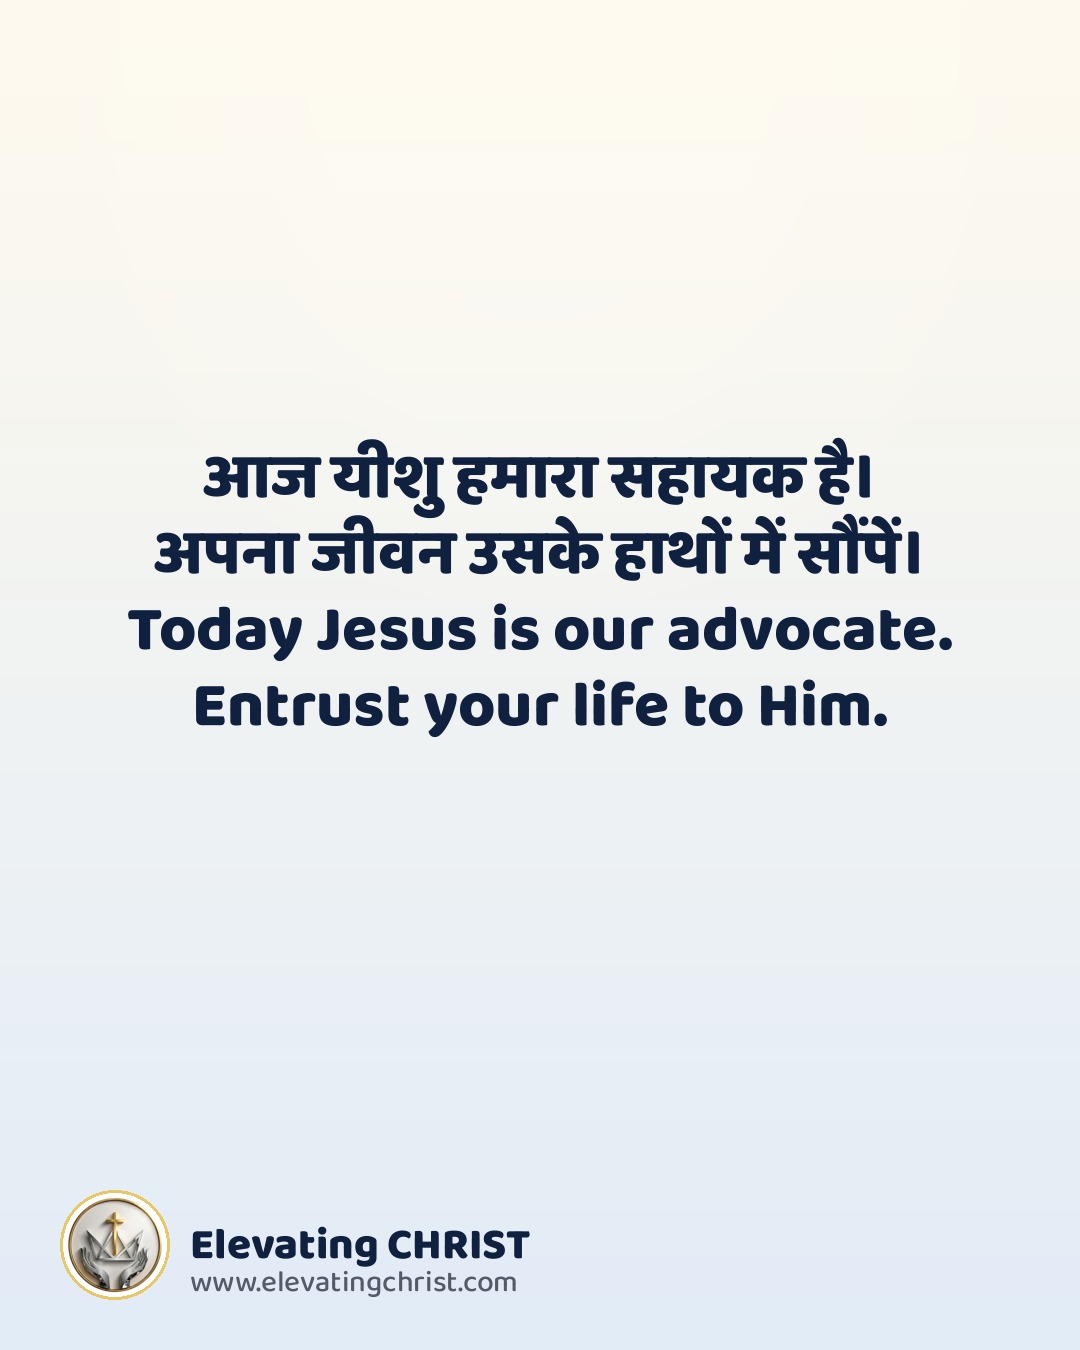 आज यीशु हमारा सहायक है।
अपना जीवन उसके हाथों में सौंपें।
Today Jesus is our advocate.
Entrust your life to Him.
Elevating CHRIST
www.elevatingchrist.com